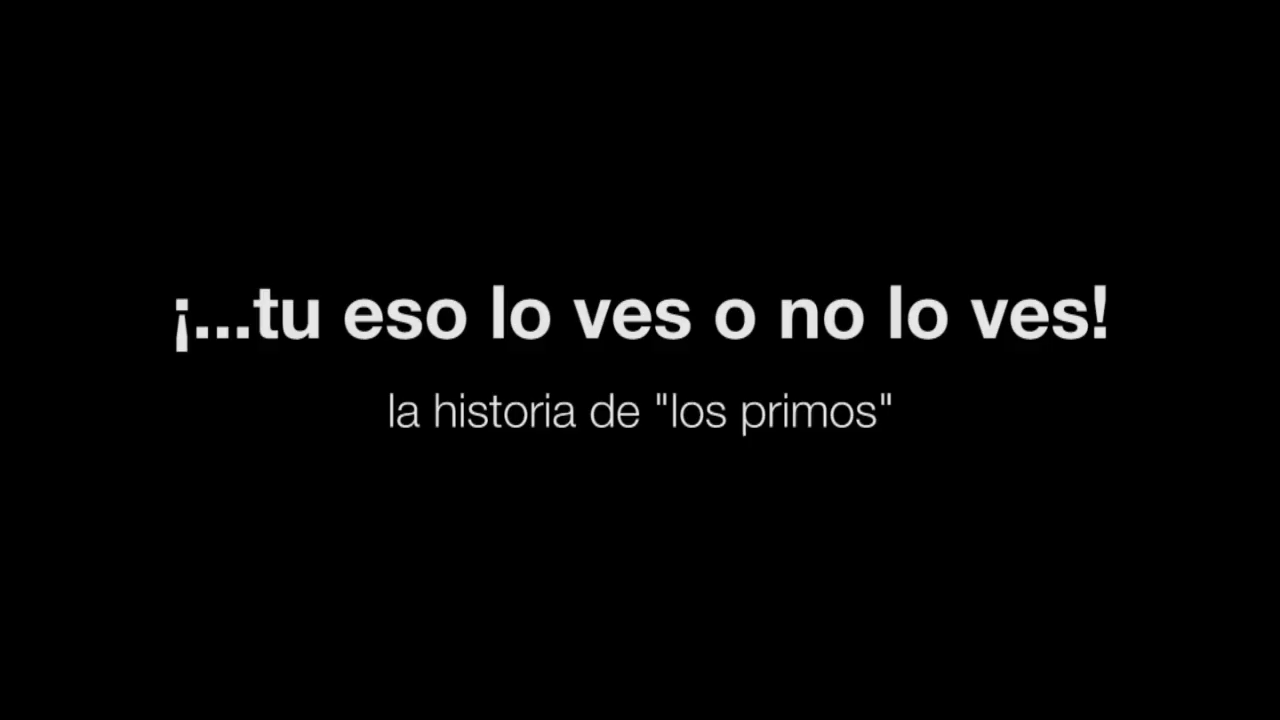 ¡...tu eso lo ves o no lo ves!
la historia de "los primos"